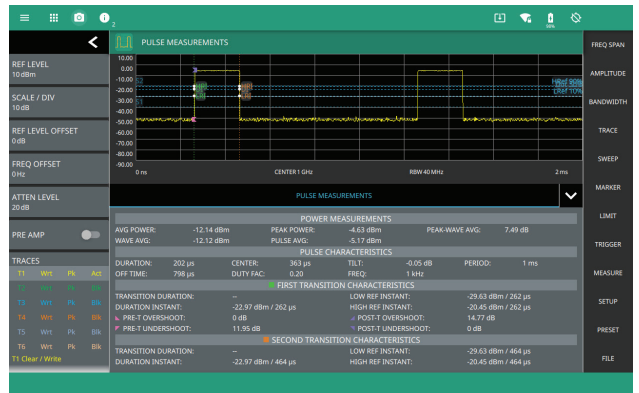 2
92%
PULSE MEASUREMENTS
FREQ SPAN
AMPLITUDE
BANDWIDTH
TRACE
SWEEP
MARKER
LIMIT
TRIGGER
MEASURE
SETUP
PRESET
FILE
REF LEVEL
10 dBm
SCALE / DIV
10 dB
REF LEVEL OFFSET
0 dB
FREQ OFFSET
0 Hz
ATTEN LEVEL
20 dB
PRE AMP
TRACES
T1 Wrt Pk Act
T2 Wrt Pk Blk
T3 Wrt Pk Blk
T4 Wrt Pk Blk
T5 Wrt Pk Blk
T6 Wrt Pk Blk
T1 Clear / Write
10.00
0.00
-10.00
-20.00
-30.00
-40.00
-50.00
-60.00
-70.00
-80.00
-90.00
HRef 90%
LRef 10%
0 ns CENTER 1 GHz RBW 40 MHz 2 ms
PULSE MEASUREMENTS
POWER MEASUREMENTS
AVG POWER: -12.14 dBm PEAK POWER: -4.63 dBm PEAK-WAVE AVG: 7.49 dB
WAVE AVG: -12.12 dBm PULSE AVG: -5.17 dBm
PULSE CHARACTERISTICS
DURATION: 202 µs CENTER: 363 µs TILT: -0.05 dB PERIOD: 1 ms
OFF TIME: 798 µs DUTY FAC: 0.20 FREQ: 1 kHz
FIRST TRANSITION CHARACTERISTICS
TRANSITION DURATION: -- LOW REF INSTANT: -29.63 dBm / 262 µs
DURATION INSTANT: -22.97 dBm / 262 µs HIGH REF INSTANT: -20.45 dBm / 262 µs
PRE-T OVERSHOOT: 0 dB POST-T OVERSHOOT: 14.77 dB
PRE-T UNDERSHOOT: 11.95 dB POST-T UNDERSHOOT: 0 dB
SECOND TRANSITION CHARACTERISTICS
TRANSITION DURATION: -- LOW REF INSTANT: -29.63 dBm / 464 µs
DURATION INSTANT: -22.97 dBm / 464 µs HIGH REF INSTANT: -20.45 dBm / 464 µs